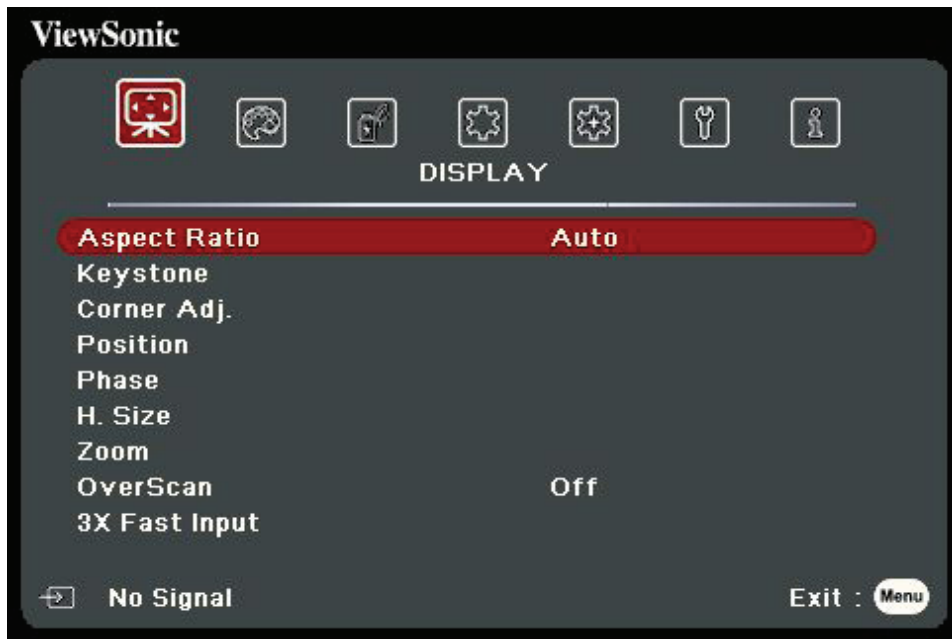 ViewSonic
DISPLAY
Aspect Ratio Auto
Keystone
Corner Adj.
Position
Phase
H. Size
Zoom
OverScan Off
3X Fast Input
No Signal Exit : Menu